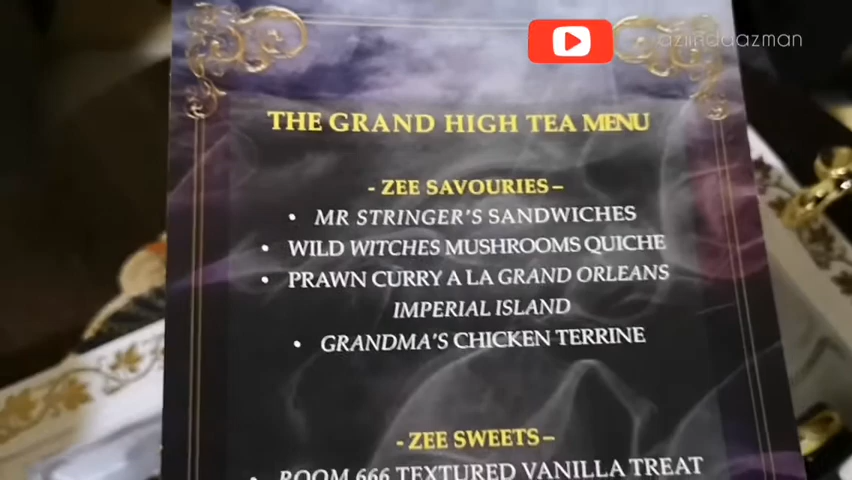 aziindaazman
THE GRAND HIGH TEA MENU
- ZEE SAVOURIES –
• MR STRINGER'S SANDWICHES
• WILD WITCHES MUSHROOMS QUICHE
• PRAWN CURRY A LA GRAND ORLEANS
IMPERIAL ISLAND
• GRANDMA'S CHICKEN TERRINE
- ZEE SWEETS –
• ROOM 666 TEXTURED VANILLA TREAT